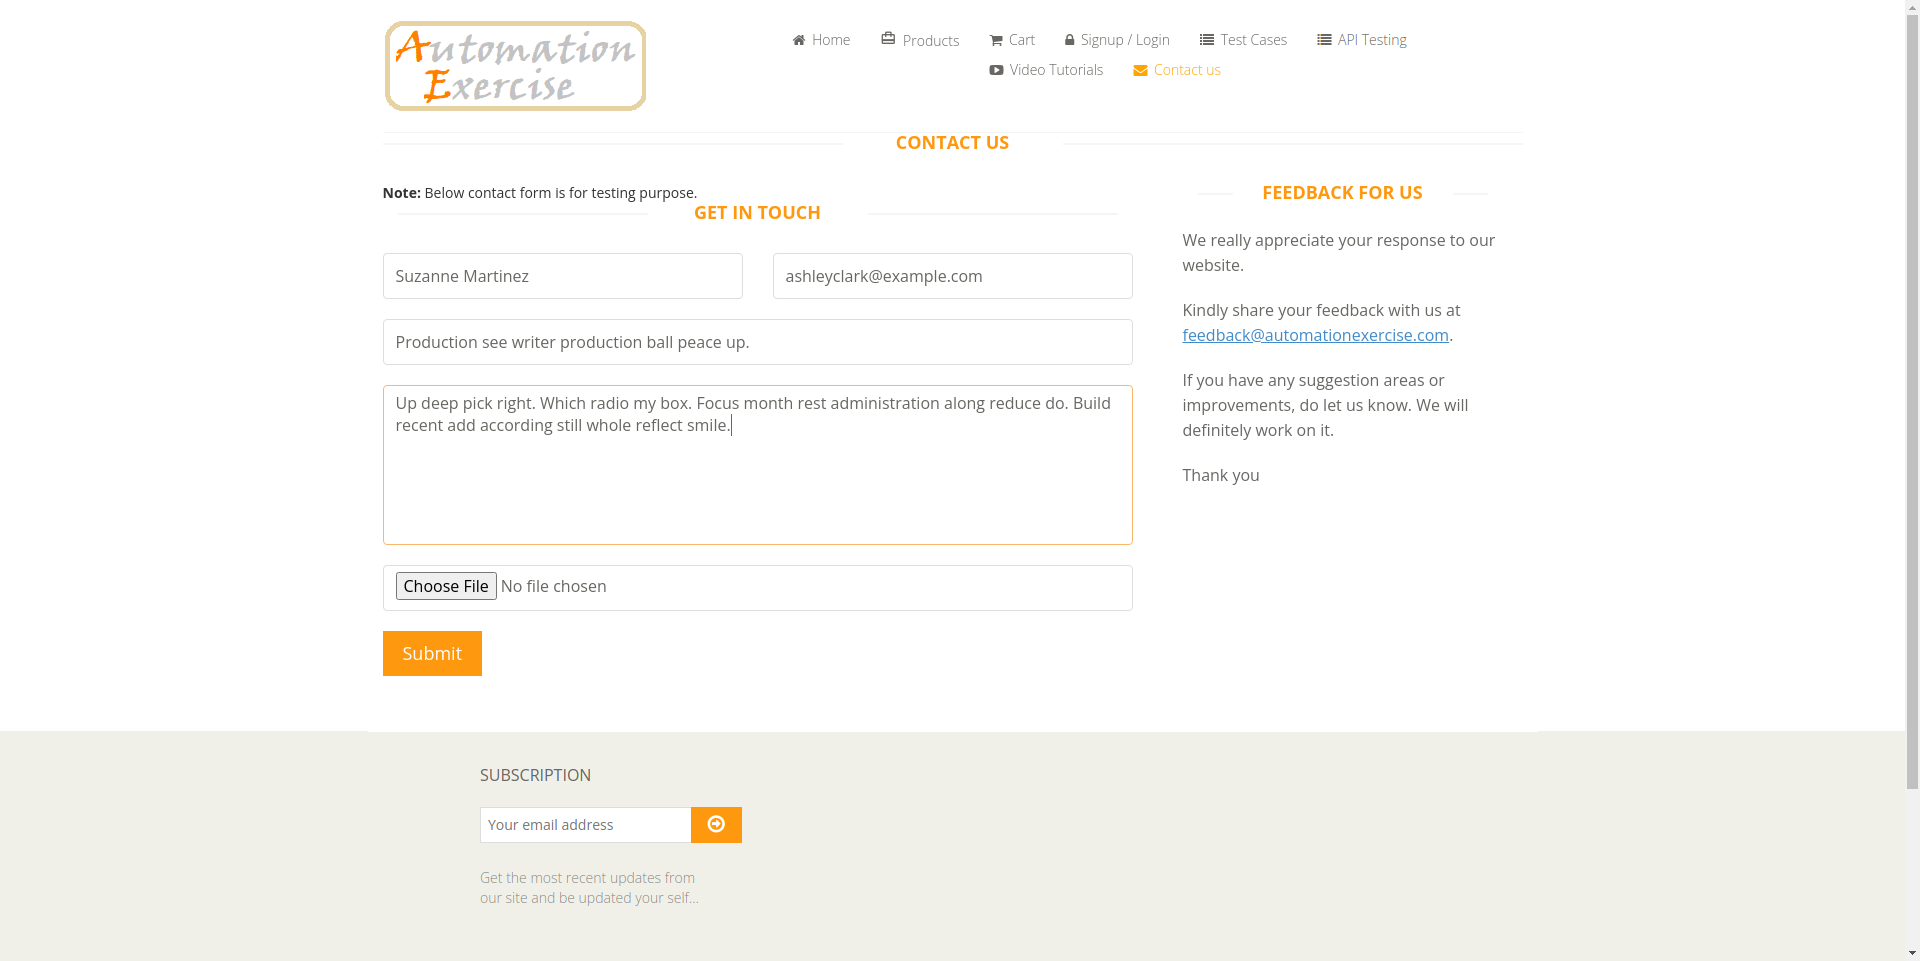 Automation
Exercise
Home
Products
Cart
Signup / Login
Test Cases
API Testing
Video Tutorials
Contact us
CONTACT US
Note: Below contact form is for testing purpose.
GET IN TOUCH
Suzanne Martinez
ashleyclark@example.com
Production see writer production ball peace up.
Up deep pick right. Which radio my box. Focus month rest administration along reduce do. Build
recent add according still whole reflect smile.
Choose File No file chosen
Submit
FEEDBACK FOR US
We really appreciate your response to our
website.
Kindly share your feedback with us at
feedback@automationexercise.com.
If you have any suggestion areas or
improvements, do let us know. We will
definitely work on it.
Thank you
SUBSCRIPTION
Your email address
Get the most recent updates from
our site and be updated your self...